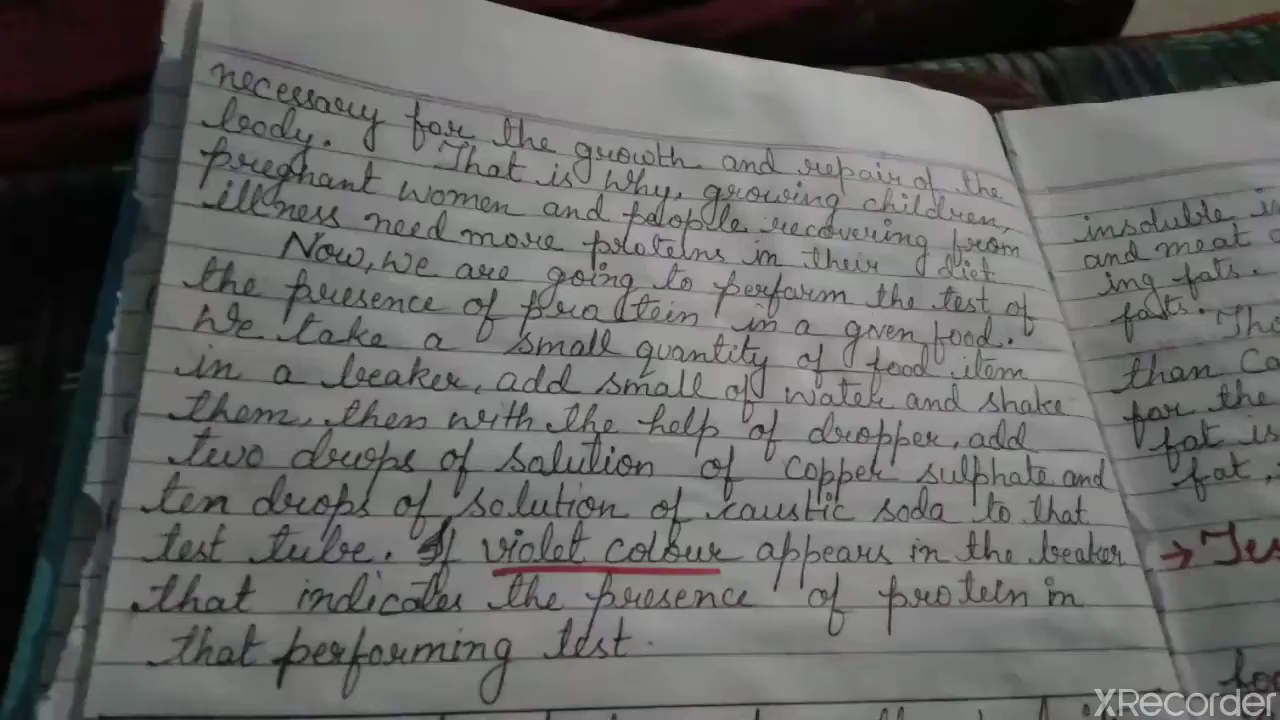 necessary for the growth and repair of the
body. That is why, growing children,
pregnant women and people recovering from
illness need more proteins in their diet
Now, we are going to perform the test of
the presence of protein in a given food.
We take a small quantity of food item
in a beaker, add small of water and shake
them, then with the help of dropper, add
two drops of solution of copper sulphate and
ten drops of solution of caustic soda to that
test tube. If violet colour appears in the beaker
that indicates the presence of protein in
that performing test.
insoluble in
and meat
ing fats.
fats. Thi
than Ca
for the
fat is
fat,
→ Tes
foo
XRecorder